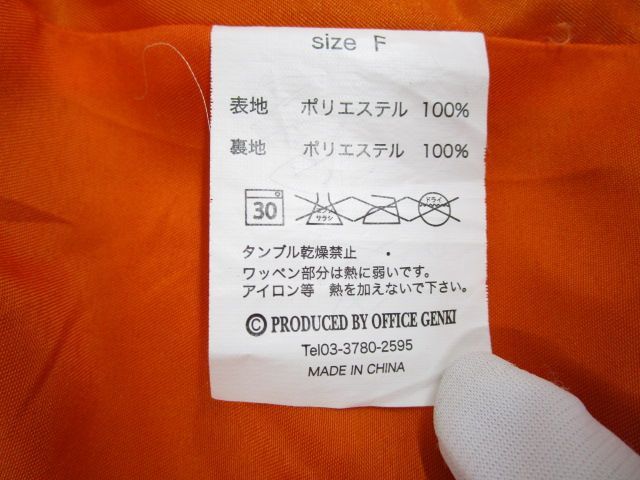 size F
表地 ポリエステル 100%
裏地 ポリエステル 100%
30 エンソ サラシ ドライ
タンブル乾燥禁止 ・
ワッペン部分は熱に弱いです。
アイロン等 熱を加えないで下さい。
© PRODUCED BY OFFICE GENKI
Tel03-3780-2595
MADE IN CHINA